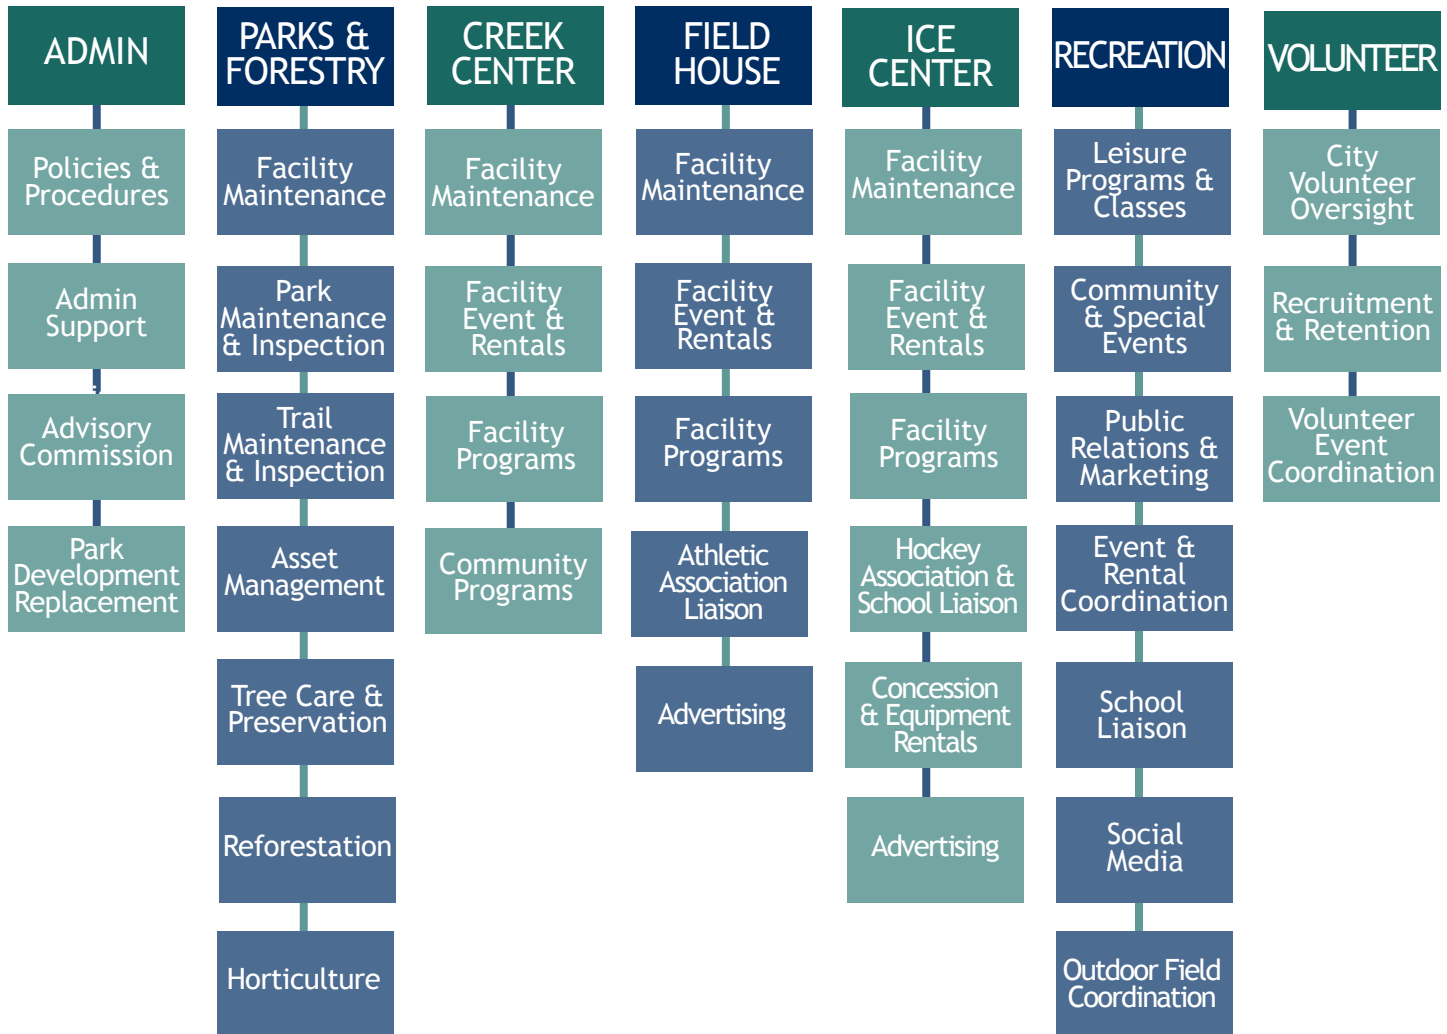 ADMIN
Policies &
Procedures
Admin
Support
Advisory
Commission
Park
Development
Replacement
PARKS &
FORESTRY
Facility
Maintenance
Park
Maintenance
& Inspection
Trail
Maintenance
& Inspection
Asset
Management
Tree Care &
Preservation
Reforestation
Horticulture
CREEK
CENTER
Facility
Maintenance
Facility
Event &
Rentals
Facility
Programs
Community
Programs
FIELD
HOUSE
Facility
Maintenance
Facility
Event &
Rentals
Facility
Programs
Athletic
Association
Liaison
Advertising
ICE
CENTER
Facility
Maintenance
Facility
Event &
Rentals
Facility
Programs
Hockey
Association &
School Liaison
Concession
& Equipment
Rentals
Advertising
RECREATION
Leisure
Programs &
Classes
Community
& Special
Events
Public
Relations &
Marketing
Event &
Rental
Coordination
School
Liaison
Social
Media
Outdoor Field
Coordination
VOLUNTEER
City
Volunteer
Oversight
Recruitment
& Retention
Volunteer
Event
Coordination